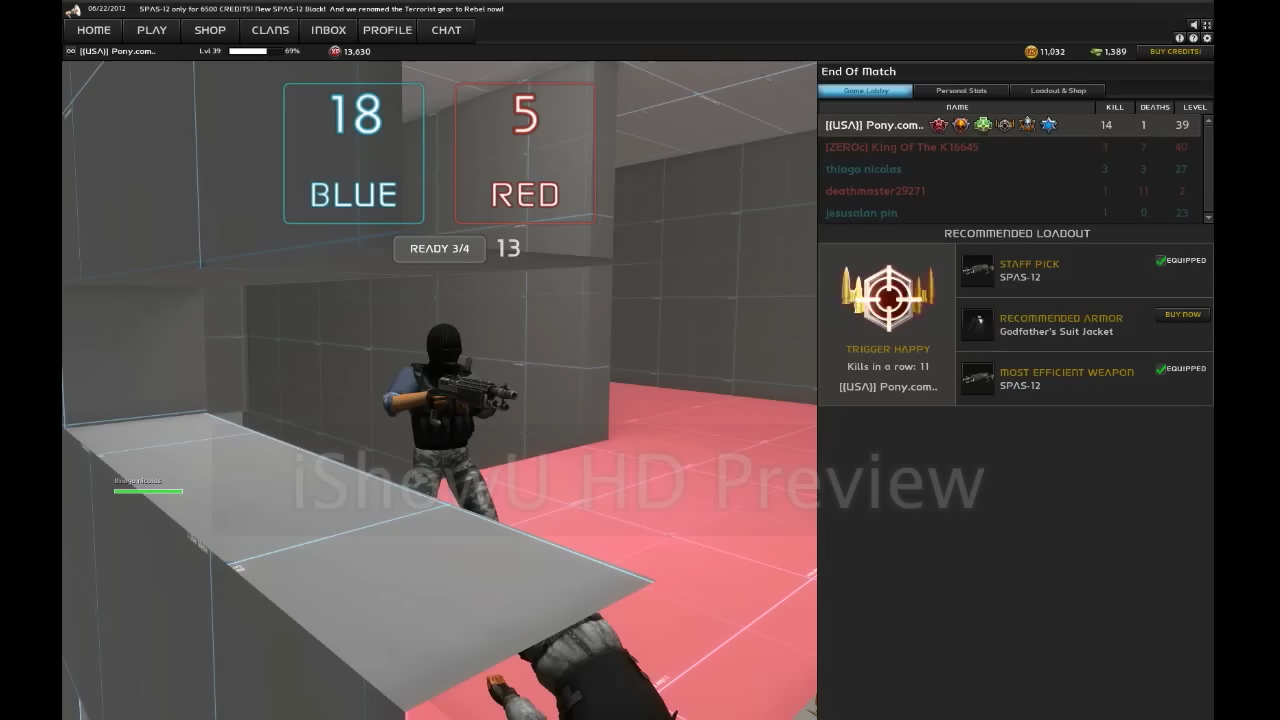 06/22/2012 SPAS-12 only for 6500 CREDITS! New SPAS-12 Black! And we renamed the Terrorist gear to Rebel now!
HOME PLAY SHOP CLANS INBOX PROFILE CHAT
[(USA)] Pony.com.. Lvl 39 69% XP 13,630 11,032 1,389 BUY CREDITS!
18
BLUE
5
RED
READY 3/4 13
thiago nicolas
iShowU HD Preview
End Of Match
Game Lobby Personal Stats Loadout & Shop
NAME KILL DEATHS LEVEL
[(USA)] Pony.com.. 14 1 39
[ZEROc] King Of The K16645 3 7 40
thiago nicolas 3 3 27
deathmaster29271 1 11 2
jesusalan pin 1 0 23
RECOMMENDED LOADOUT
TRIGGER HAPPY
Kills in a row: 11
[(USA)] Pony.com..
STAFF PICK
SPAS-12
EQUIPPED
RECOMMENDED ARMOR
Godfather's Suit Jacket
BUY NOW
MOST EFFICIENT WEAPON
SPAS-12
EQUIPPED